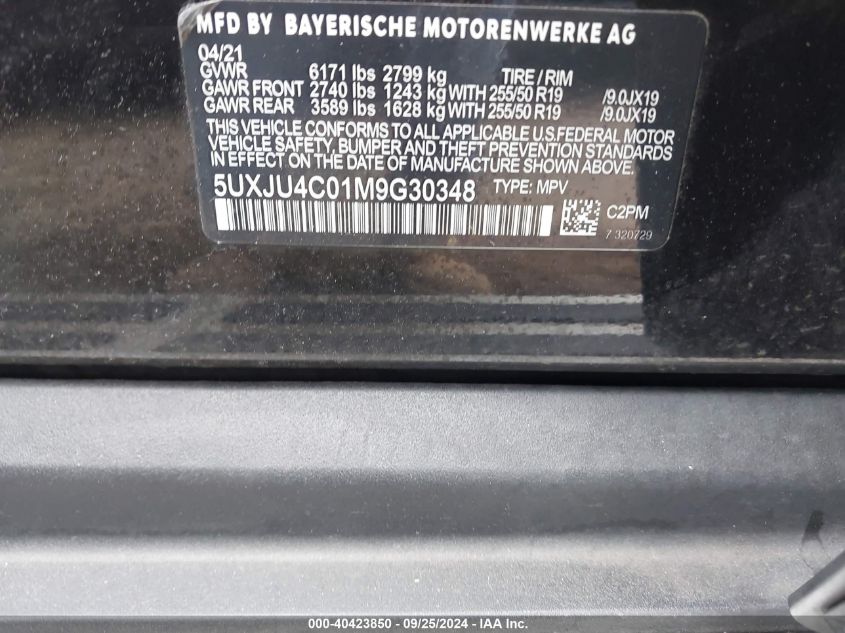 MFD BY BAYERISCHE MOTORENWERKE AG
04/21
GVWR 6171 lbs 2799 kg TIRE / RIM
GAWR FRONT 2740 lbs 1243 kg WITH 255/50 R19 /9.0JX19
GAWR REAR 3589 lbs 1628 kg WITH 255/50 R19 /9.0JX19
THIS VEHICLE CONFORMS TO ALL APPLICABLE U.S.FEDERAL MOTOR
VEHICLE SAFETY, BUMPER AND THEFT PREVENTION STANDARDS
IN EFFECT ON THE DATE OF MANUFACTURE SHOWN ABOVE.
5UXJU4C01M9G30348 TYPE: MPV
C2PM
7 320729
000-40423850 - 09/25/2024 - IMAGE BY IAA, INC.